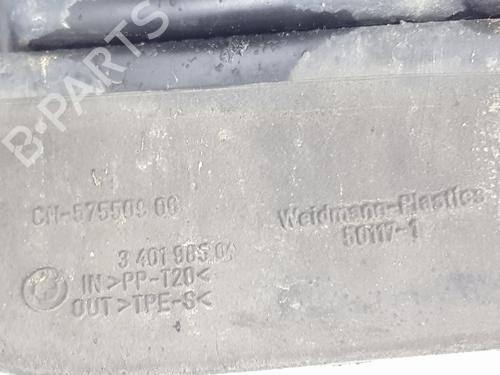 B-PARTS
CN-575509 06
Weidmann-Plastics
50117-1
3 401 985 04
IN >PP-T20<
OUT >TPE-S<